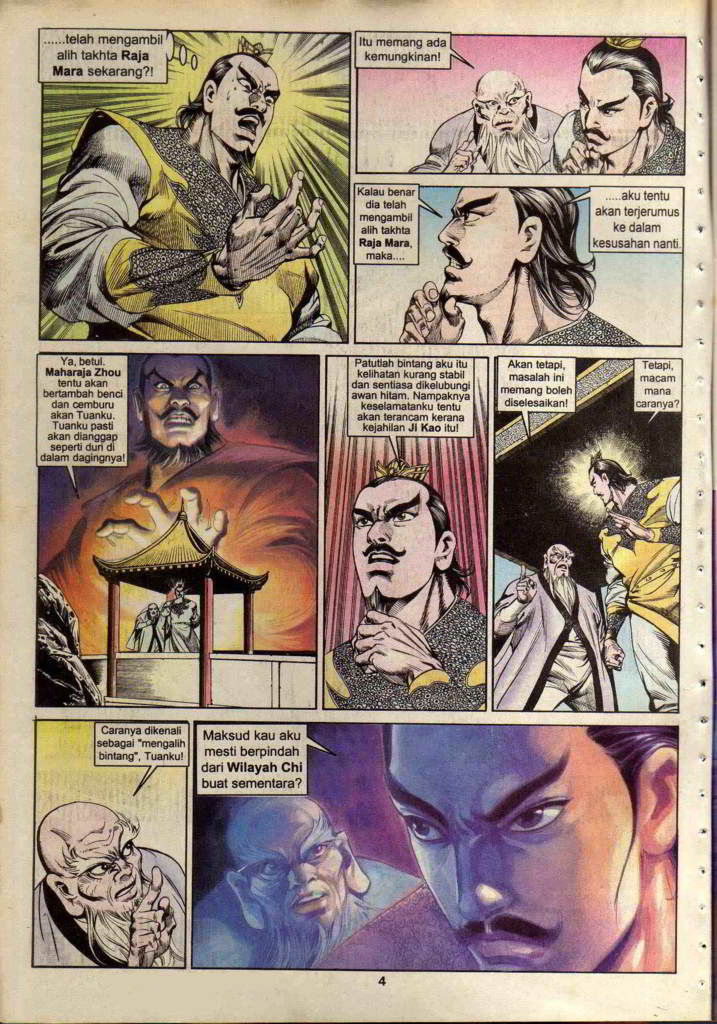 ......telah mengambil
alih takhta Raja
Mara sekarang?!
Itu memang ada
kemungkinan!
Kalau benar
dia telah
mengambil
alih takhta
Raja Mara,
maka....
.....aku tentu
akan terjerumus
ke dalam
kesusahan nanti.
Ya, betul.
Maharaja Zhou
tentu akan
bertambah benci
dan cemburu
akan Tuanku.
Tuanku pasti
akan dianggap
seperti duri di
dalam dagingnya!
Patutlah bintang aku itu
kelihatan kurang stabil
dan sentiasa dikelubungi
awan hitam. Nampaknya
keselamatanku tentu
akan terancam kerana
kejahilan Ji Kao itu!
Akan tetapi,
masalah ini
memang boleh
diselesaikan!
Tetapi,
macam
mana
caranya?
Caranya dikenali
sebagai "mengalih
bintang", Tuanku!
Maksud kau aku
mesti berpindah
dari Wilayah Chi
buat sementara?
4